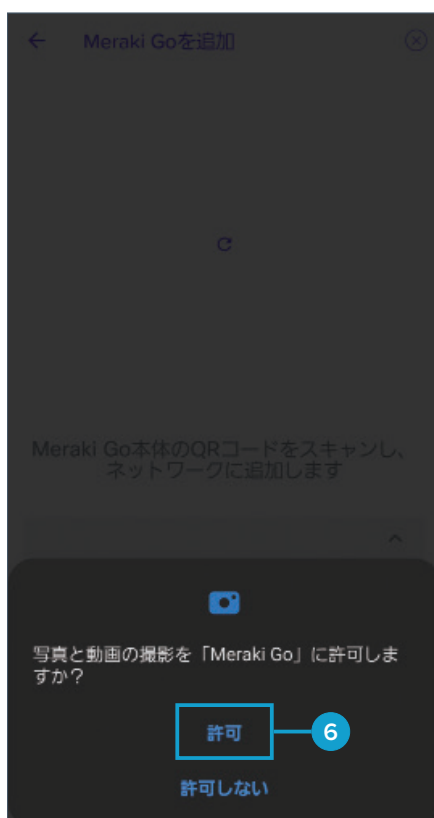 Meraki Goを追加
Meraki Go本体のQRコードをスキャンし、
ネットワークに追加します
写真と動画の撮影を「Meraki Go」に許可しま
すか？
許可
6
許可しない